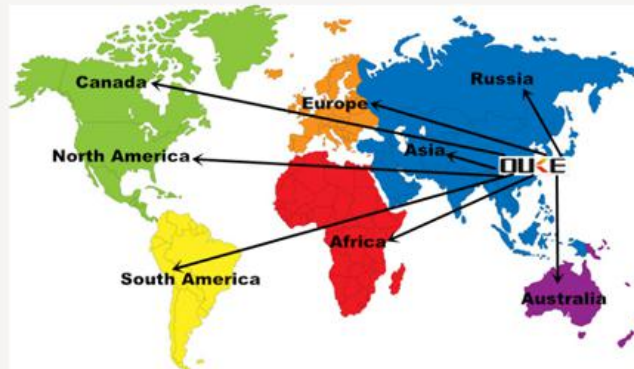 Canada
Russia
Europe
North America
Asia
OUKE
Africa
South America
Australia